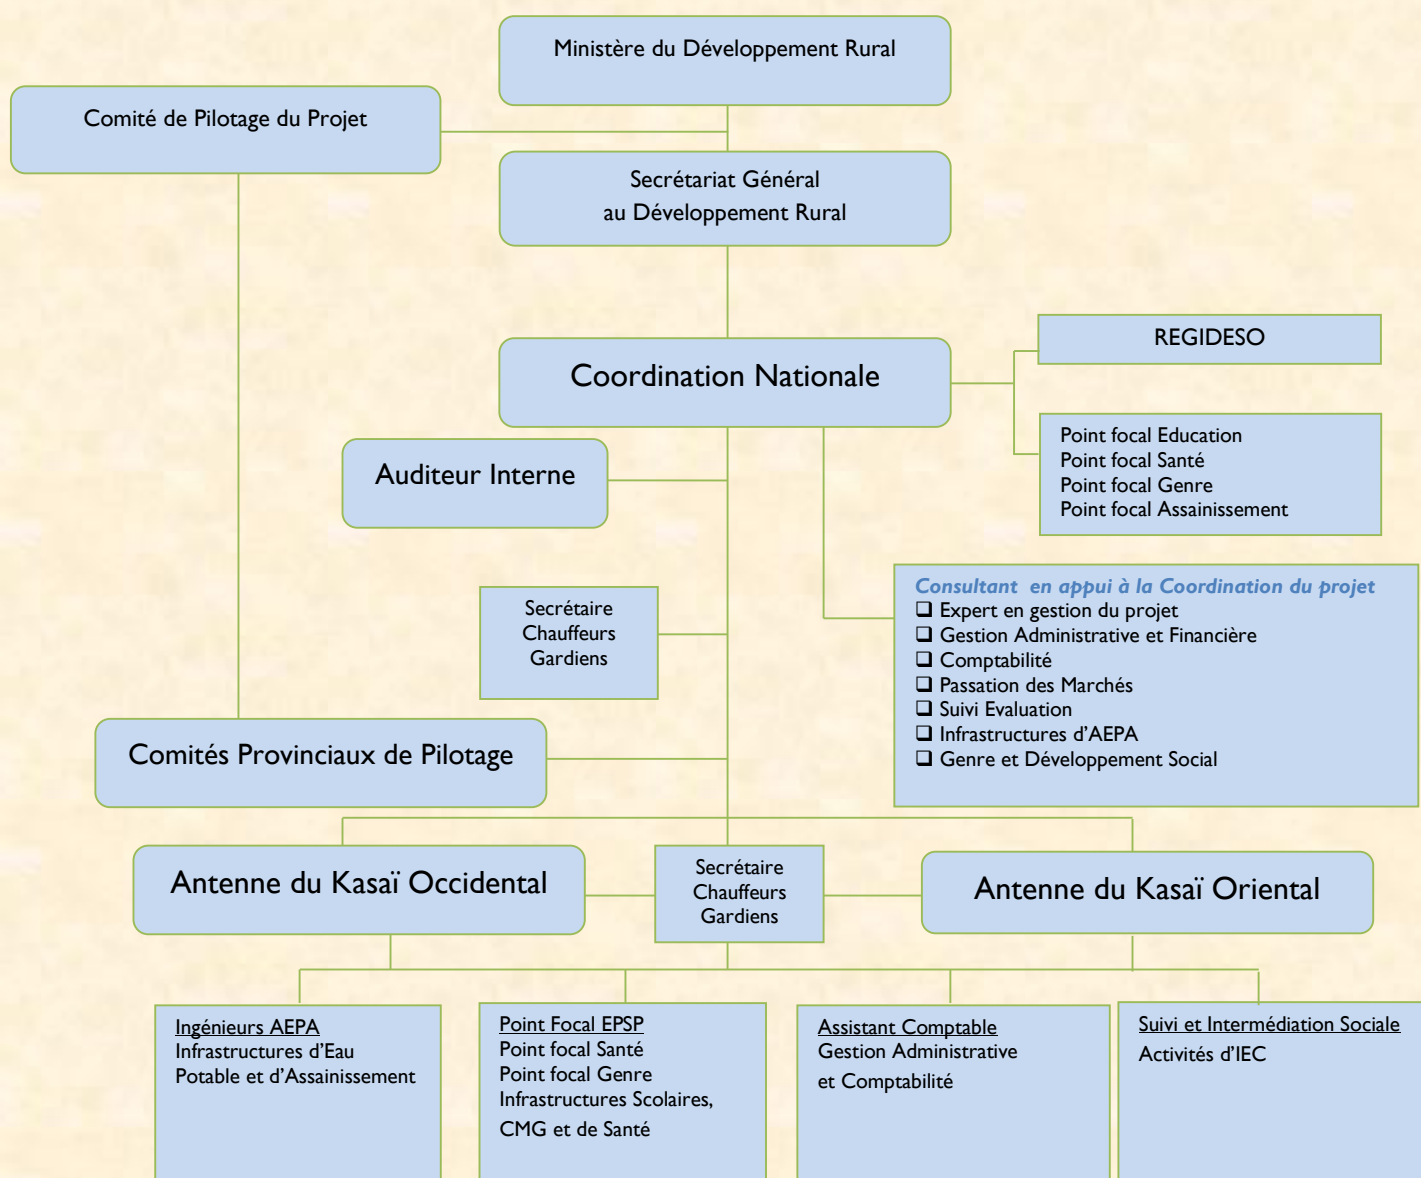 Ministère du Développement Rural
Comité de Pilotage du Projet
Secrétariat Général
au Développement Rural
REGIDESO
Coordination Nationale
Point focal Education
Point focal Santé
Point focal Genre
Point focal Assainissement
Auditeur Interne
Consultant en appui à la Coordination du projet
❑ Expert en gestion du projet
❑ Gestion Administrative et Financière
❑ Comptabilité
❑ Passation des Marchés
❑ Suivi Evaluation
❑ Infrastructures d’AEPA
❑ Genre et Développement Social
Secrétaire
Chauffeurs
Gardiens
Comités Provinciaux de Pilotage
Antenne du Kasaï Occidental
Secrétaire
Chauffeurs
Gardiens
Antenne du Kasaï Oriental
Ingénieurs AEPA
Infrastructures d’Eau
Potable et d’Assainissement
Point Focal EPSP
Point focal Santé
Point focal Genre
Infrastructures Scolaires,
CMG et de Santé
Assistant Comptable
Gestion Administrative
et Comptabilité
Suivi et Intermédiation Sociale
Activités d’IEC